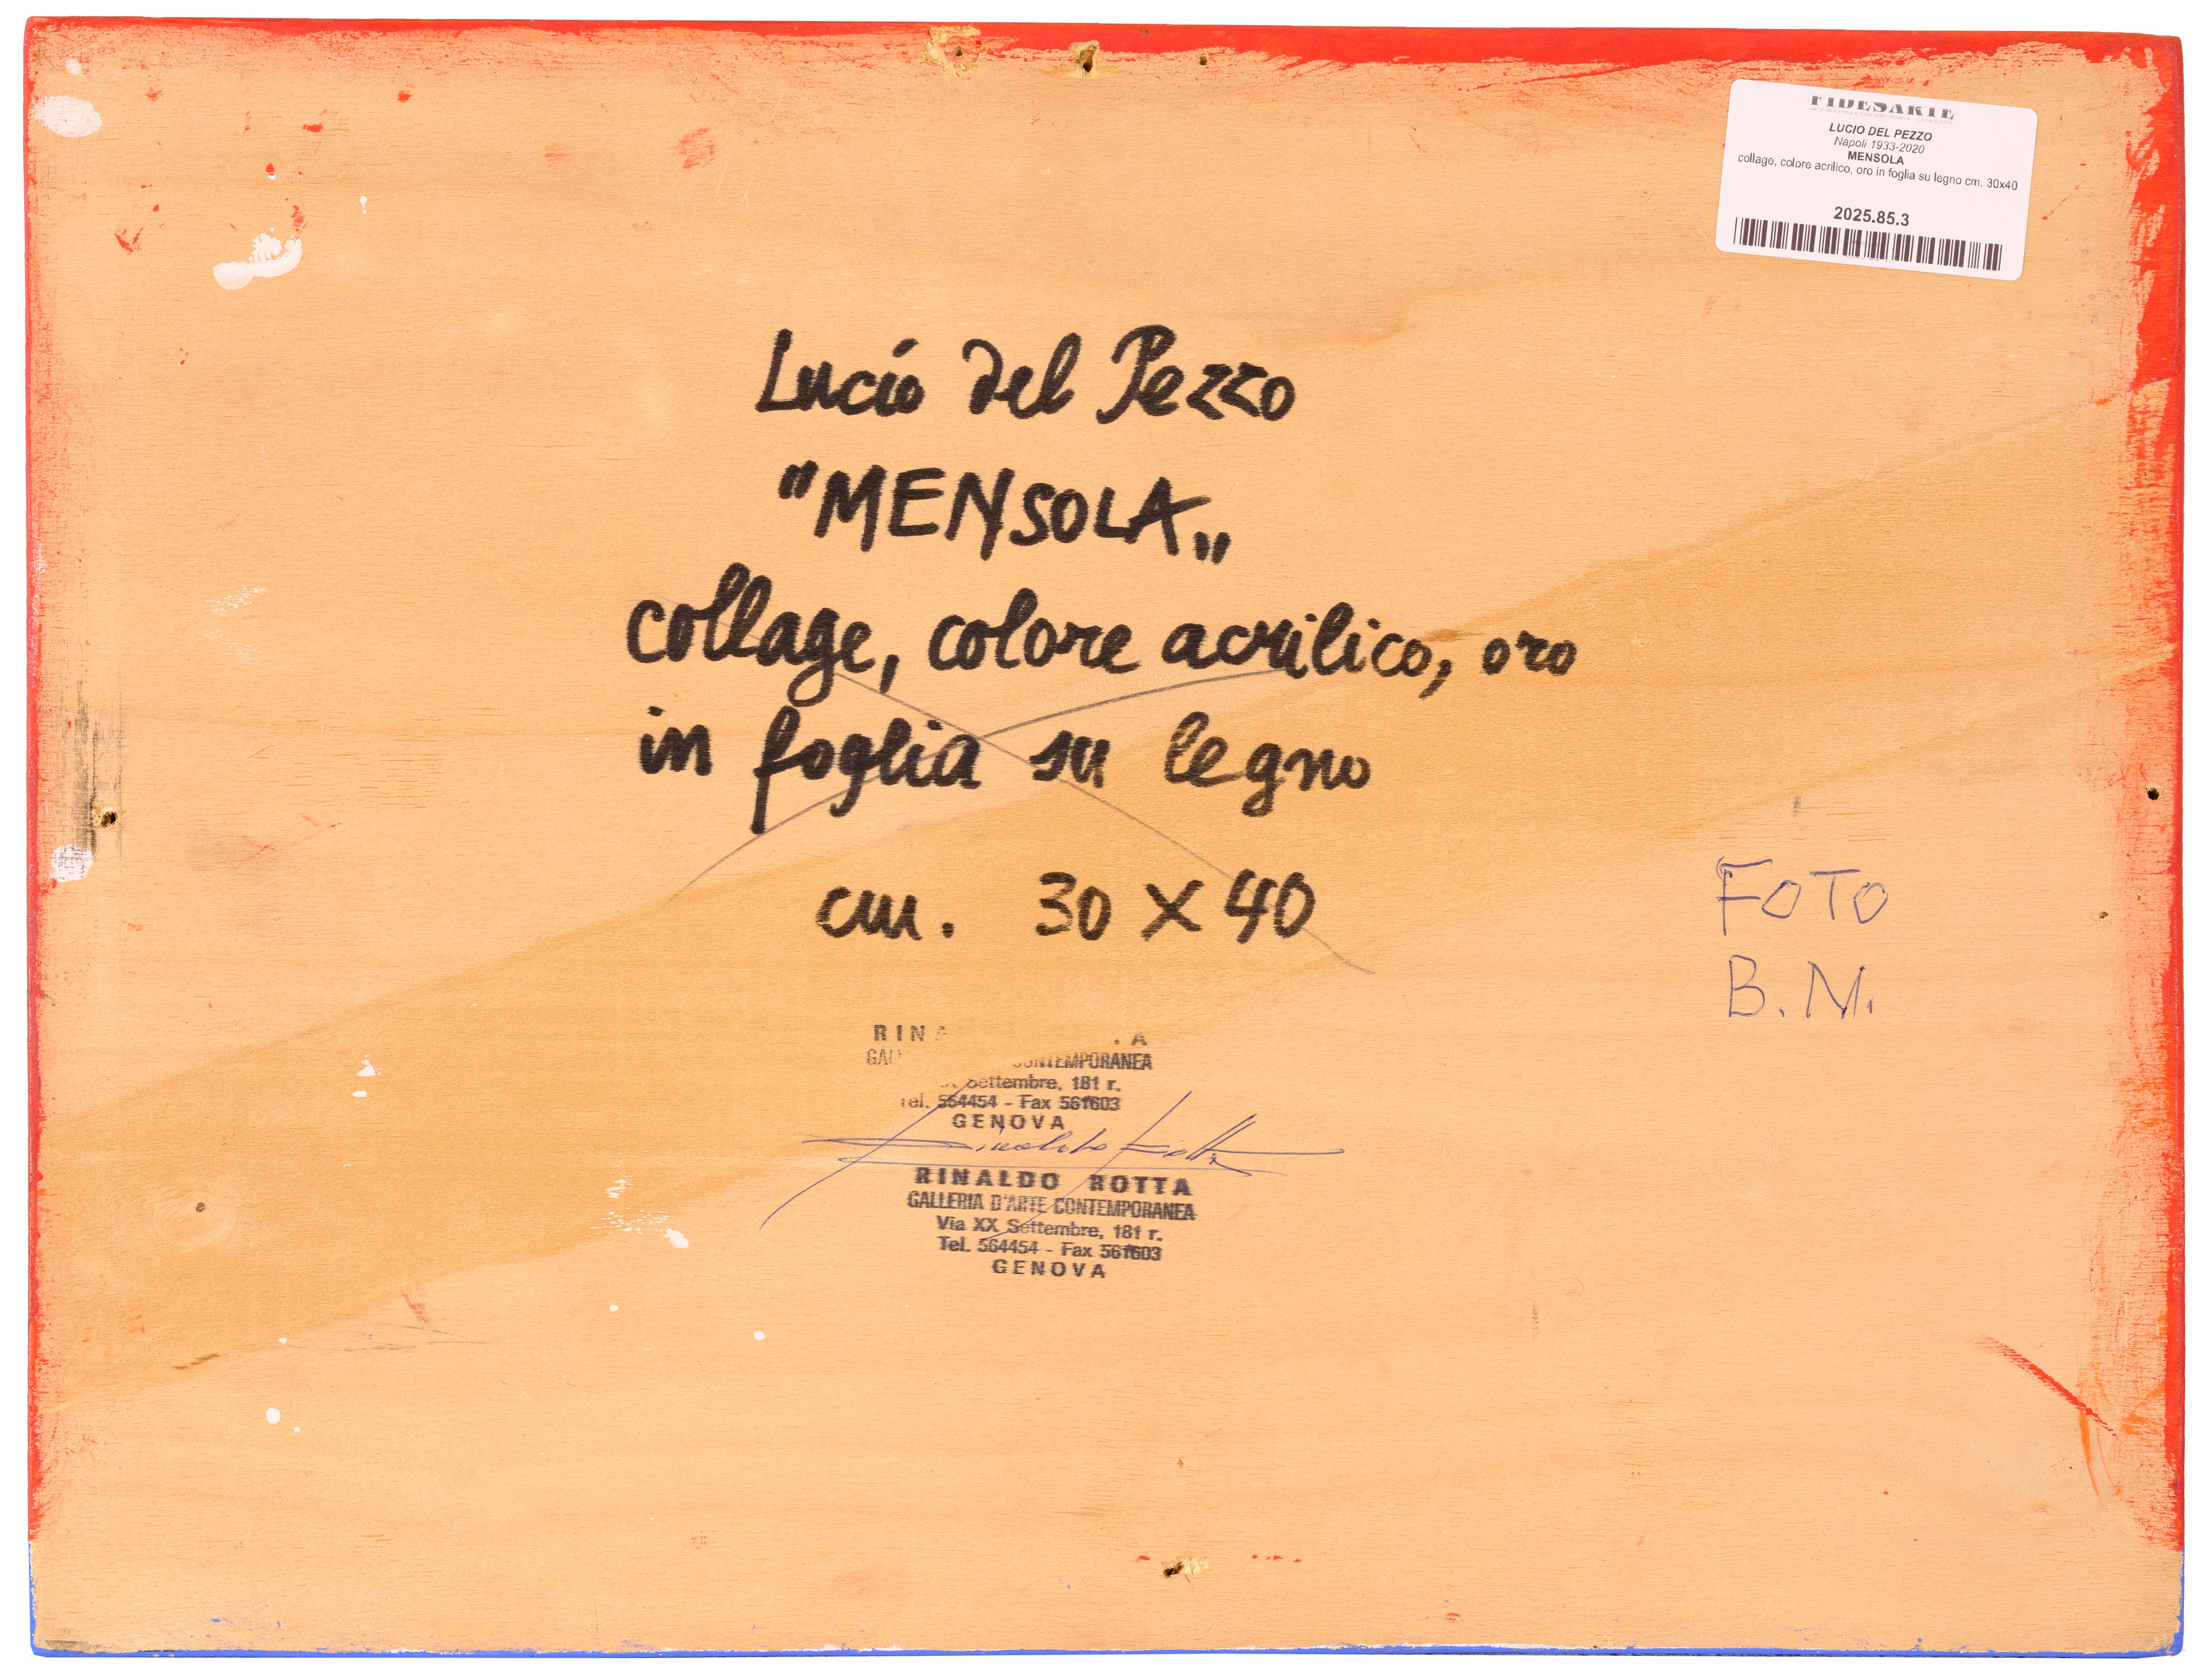 FIDESARTE
LUCIO DEL PEZZO
Napoli 1933-2020
MENSOLA
collage, colore acrilico, oro in foglia su legno cm. 30x40
2025.85.3
Lucio del Pezzo
"MENSOLA„
collage, colore acrilico, oro
in foglia su legno
cm. 30 X 40
FOTO
B.N.
CONTEMPORANEA
Settembre, 181 r.
Tel. 564454 - Fax 561603
GENOVA
Rinaldo Rotta
RINALDO ROTTA
GALLERIA D'ARTE CONTEMPORANEA
Via XX Settembre, 181 r.
Tel. 564454 - Fax 561603
GENOVA